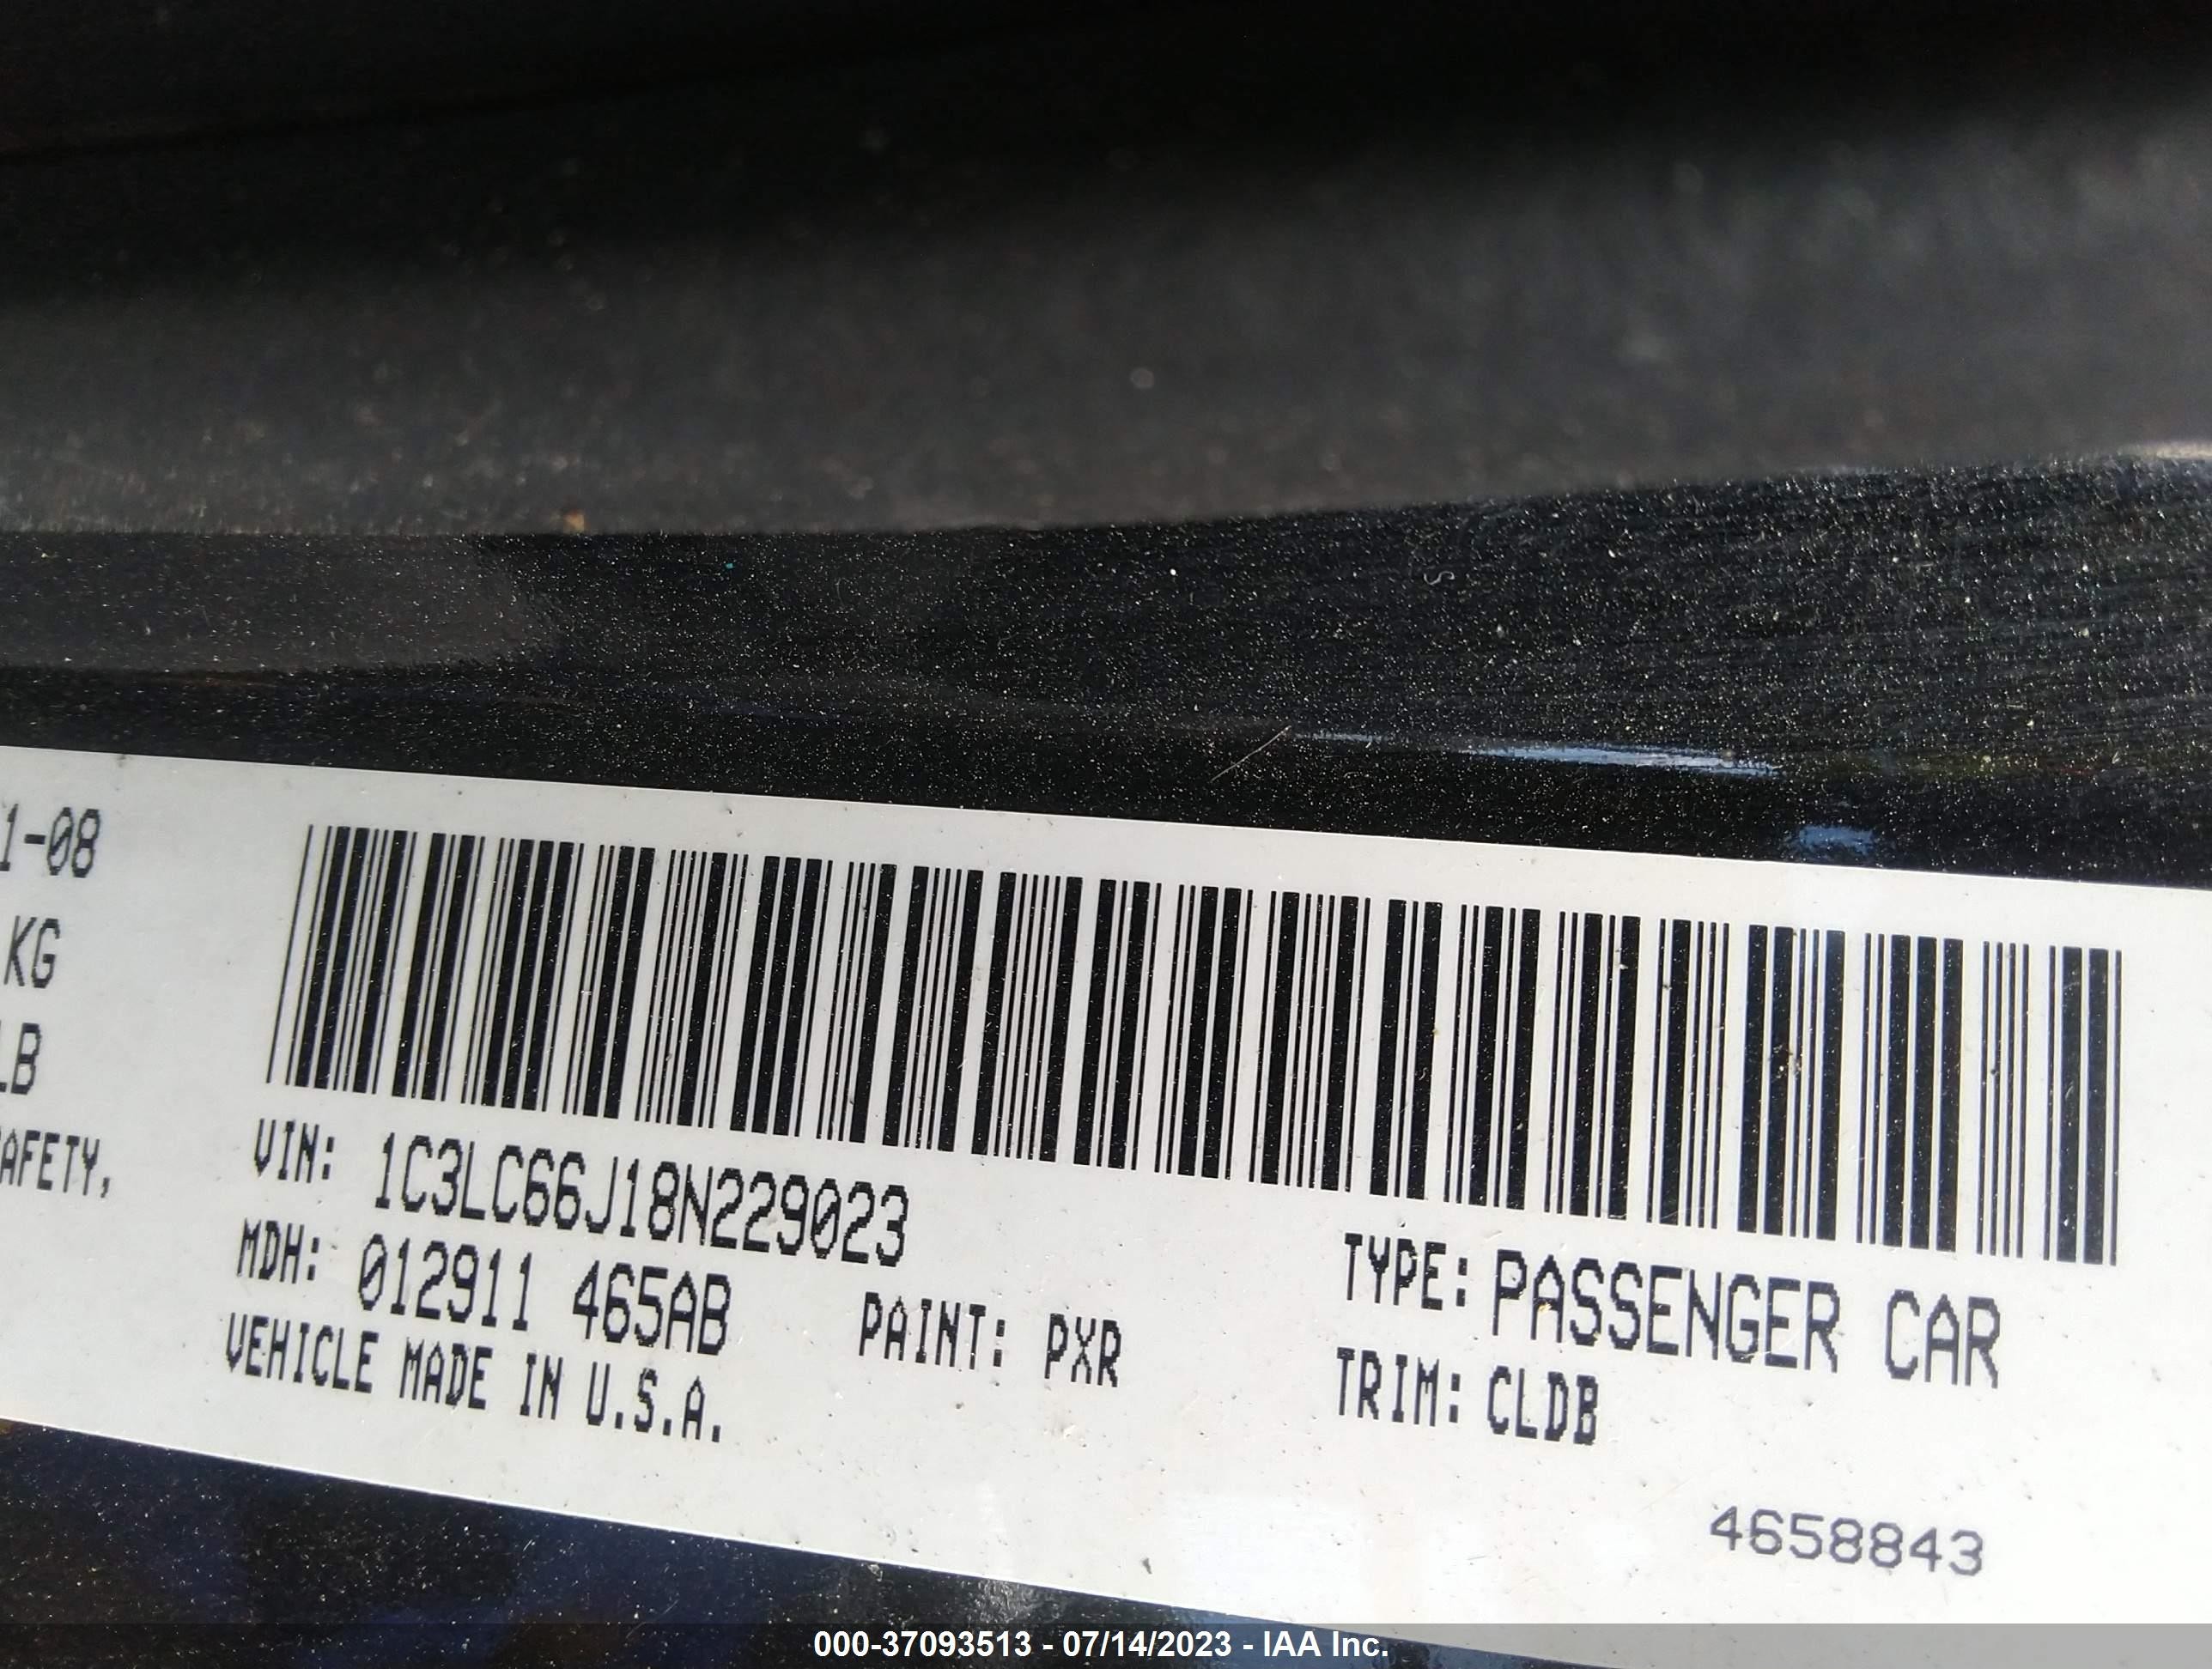 1-08
KG
LB
AFETY,
VIN: 1C3LC66J18N229023
MDH: 012911 465AB
PAINT: PXR
VEHICLE MADE IN U.S.A.
TYPE: PASSENGER CAR
TRIM: CLDB
4658843
000-37093513 - 07/14/2023 - IAA Inc.